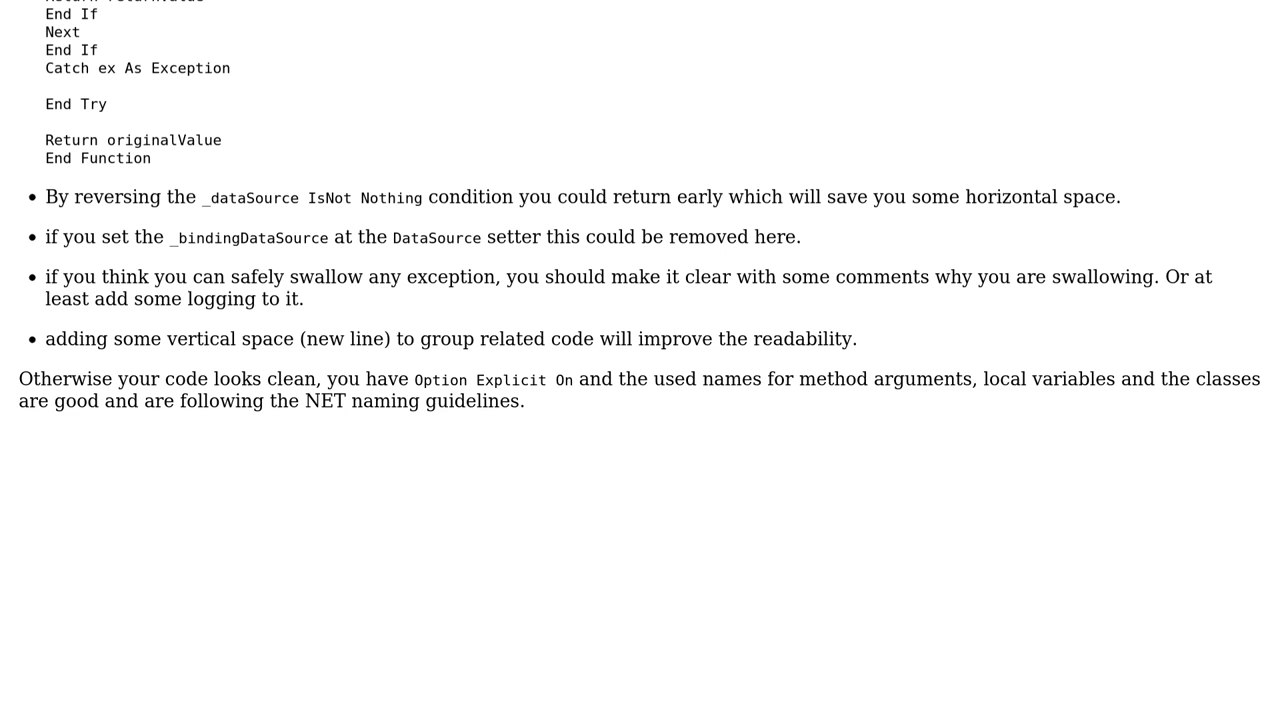 End If
Next
End If
Catch ex As Exception
End Try
Return originalValue
End Function
• By reversing the _dataSource IsNot Nothing condition you could return early which will save you some horizontal space.
• if you set the _bindingDataSource at the DataSource setter this could be removed here.
• if you think you can safely swallow any exception, you should make it clear with some comments why you are swallowing. Or at
least add some logging to it.
• adding some vertical space (new line) to group related code will improve the readability.
Otherwise your code looks clean, you have Option Explicit On and the used names for method arguments, local variables and the classes
are good and are following the NET naming guidelines.